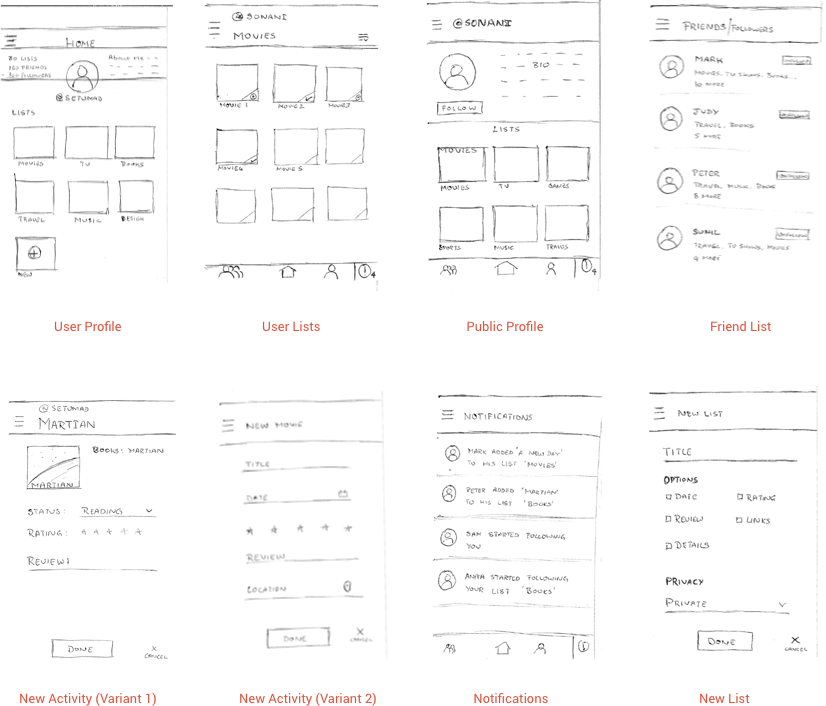 HOME
80 LISTS
160 FRIENDS
ABOUT ME
@SETUMAD
LISTS
MOVIES
TV
BOOKS
TRAVEL
MUSIC
DESIGN
NEW
User Profile
@SONANI
MOVIES
MOVIE 1
MOVIE 2
MOVIE 3
MOVIE 4
MOVIE 5
4
User Lists
@SONANI
BIO
FOLLOW
LISTS
MOVIES
MOVIES
TV
GAMES
SPORTS
MUSIC
TRAVEL
4
Public Profile
FRIENDS/FOLLOWERS
MARK
MOVIES, TV SHOWS, BOOKS...
10 MORE
JUDY
TRAVEL, BOOKS
5 MORE
PETER
TRAVEL, MUSIC, BOOKS
8 MORE
SUNIL
TRAVEL, TV SHOWS, MOVIES
4 MORE
Friend List
@SETUMAD
MARTIAN
BOOKS: MARTIAN
MARTIAN
STATUS: READING
RATING:
REVIEW:
DONE
X
CANCEL
New Activity (Variant 1)
NEW MOVIE
TITLE
DATE
REVIEW
LOCATION
DONE
X
CANCEL
New Activity (Variant 2)
NOTIFICATIONS
MARK ADDED 'A NEW DAY'
TO HIS LIST 'MOVIES'
PETER ADDED 'MARTIAN'
TO HIS LIST 'BOOKS'
SAM STARTED FOLLOWING
YOU
ANIYA STARTED FOLLOWING
YOUR LIST 'BOOKS'
Notifications
NEW LIST
TITLE
OPTIONS
DATE
RATING
REVIEW
LINKS
DETAILS
PRIVACY
PRIVATE
DONE
X
CANCEL
New List